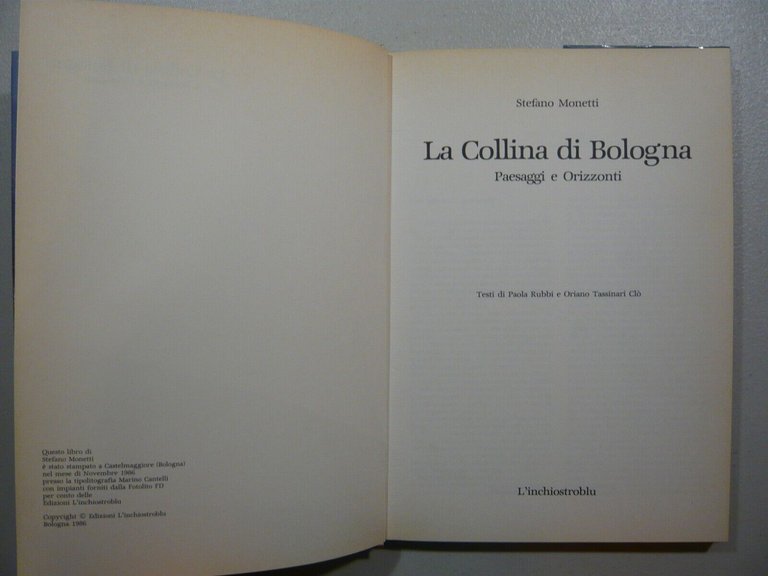 Questo libro di
Stefano Monetti
è stato stampato a Castelmaggiore (Bologna)
nel mese di Novembre 1986
presso la tipolitografia Marino Cantelli
con impianti forniti dalla Fotolito FD
per conto delle
Edizioni L'inchiostroblu
Copyright © Edizioni L'inchiostroblu
Bologna 1986
Stefano Monetti
La Collina di Bologna
Paesaggi e Orizzonti
Testi di Paola Rubbi e Oriano Tassinari Clò
L'inchiostroblu